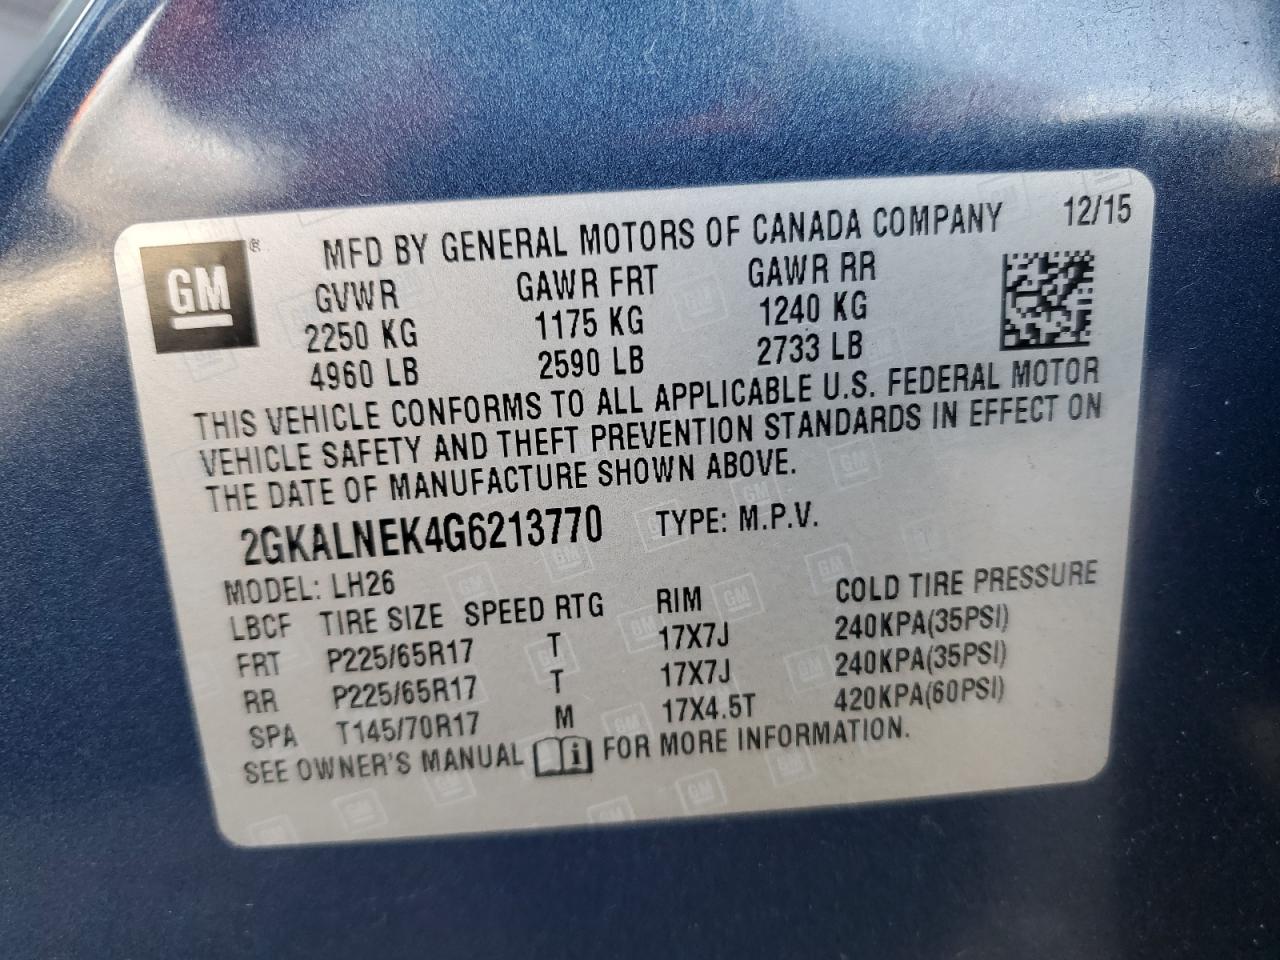 GM ® MFD BY GENERAL MOTORS OF CANADA COMPANY 12/15
GVWR GAWR FRT GAWR RR
2250 KG 1175 KG 1240 KG
4960 LB 2590 LB 2733 LB
THIS VEHICLE CONFORMS TO ALL APPLICABLE U.S. FEDERAL MOTOR
VEHICLE SAFETY AND THEFT PREVENTION STANDARDS IN EFFECT ON
THE DATE OF MANUFACTURE SHOWN ABOVE.
2GKALNEK4G6213770 TYPE: M.P.V.
MODEL: LH26
LBCF TIRE SIZE SPEED RTG RIM COLD TIRE PRESSURE
FRT P225/65R17 T 17X7J 240KPA(35PSI)
RR P225/65R17 T 17X7J 240KPA(35PSI)
SPA T145/70R17 M 17X4.5T 420KPA(60PSI)
SEE OWNER'S MANUAL i FOR MORE INFORMATION.